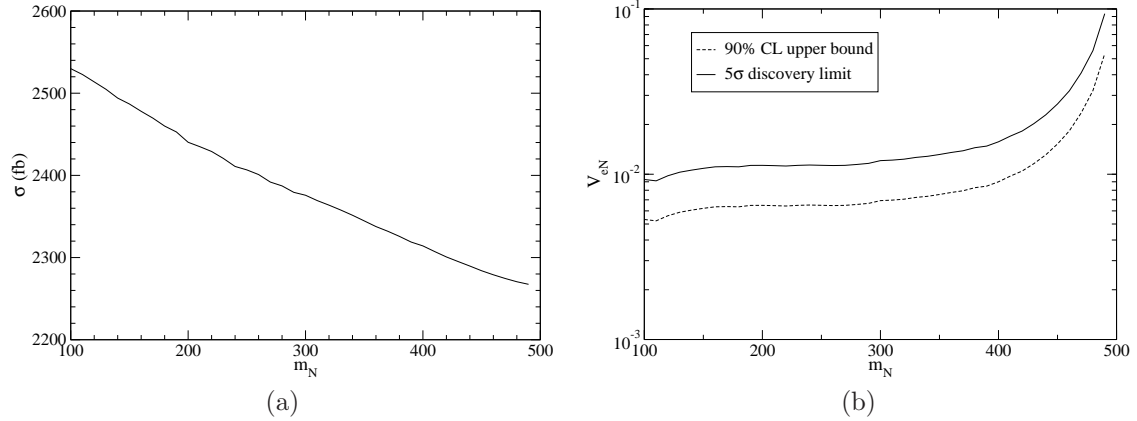 2600
2500
2400
2300
2200
σ (fb)
100 200 300 400 500
m_N
(a)
10^-1
10^-2
10^-3
V_eN
90% CL upper bound
5σ discovery limit
100 200 300 400 500
m_N
(b)